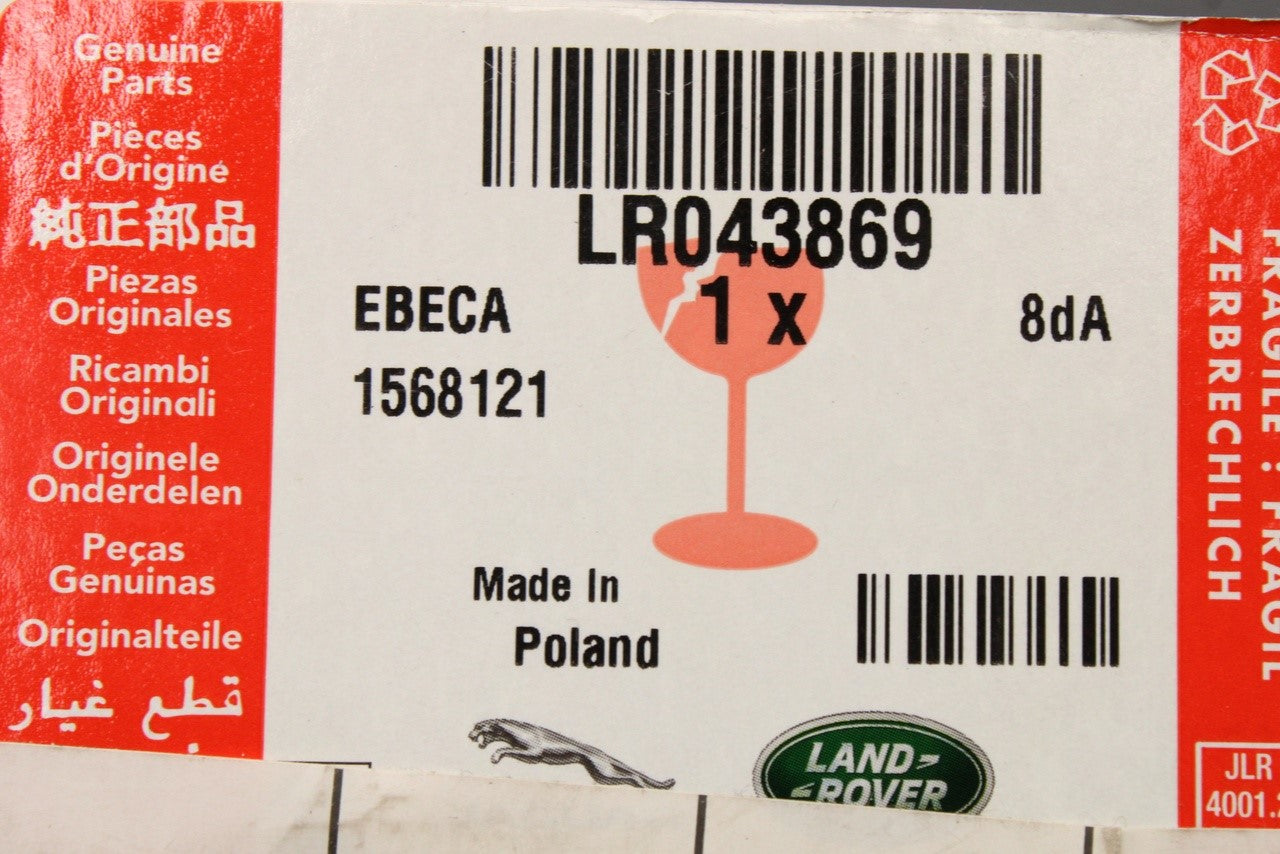 Genuine
Parts
Pièces
d'Origine
純正部品
Piezas
Originales
Ricambi
Originali
Originele
Onderdelen
Peças
Genuinas
Originalteile
قطع غيار
LR043869
EBECA
1 x
8dA
1568121
Made In
Poland
LAND
ROVER
FRAGILE : FRAGIL
ZERBRECHLICH
JLR